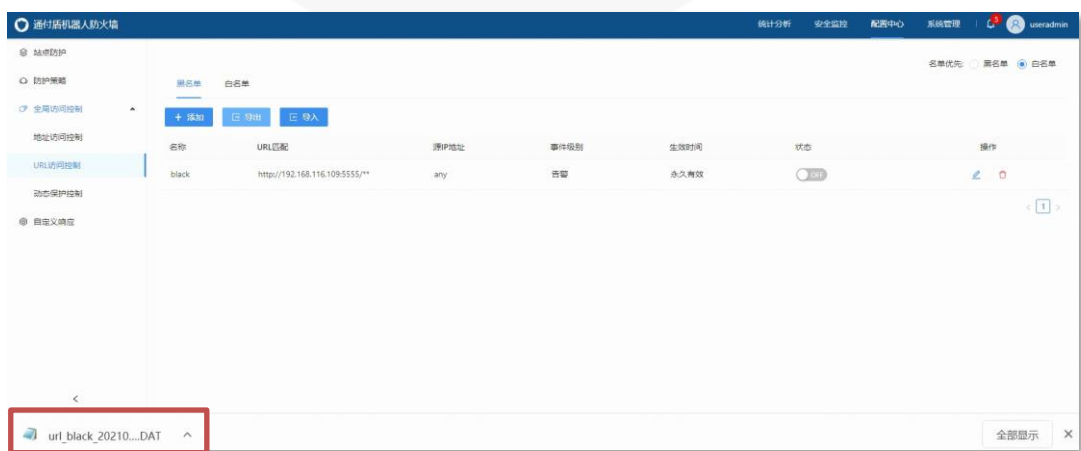 通付盾机器人防火墙 统计分析 安全监控 配置中心 系统管理 5 useradmin
站点防护
名单优先: 黑名单 白名单
防护策略
黑名单 白名单
全局访问控制
+ 添加 导出 导入
地址访问控制
名称 URL匹配 源IP地址 事件级别 生效时间 状态 操作
URL访问控制
black http://192.168.116.109:5555/** any 告警 永久有效 OFF
动态保护控制
< 1 >
自定义响应
<
url_black_20210....DAT 全部显示